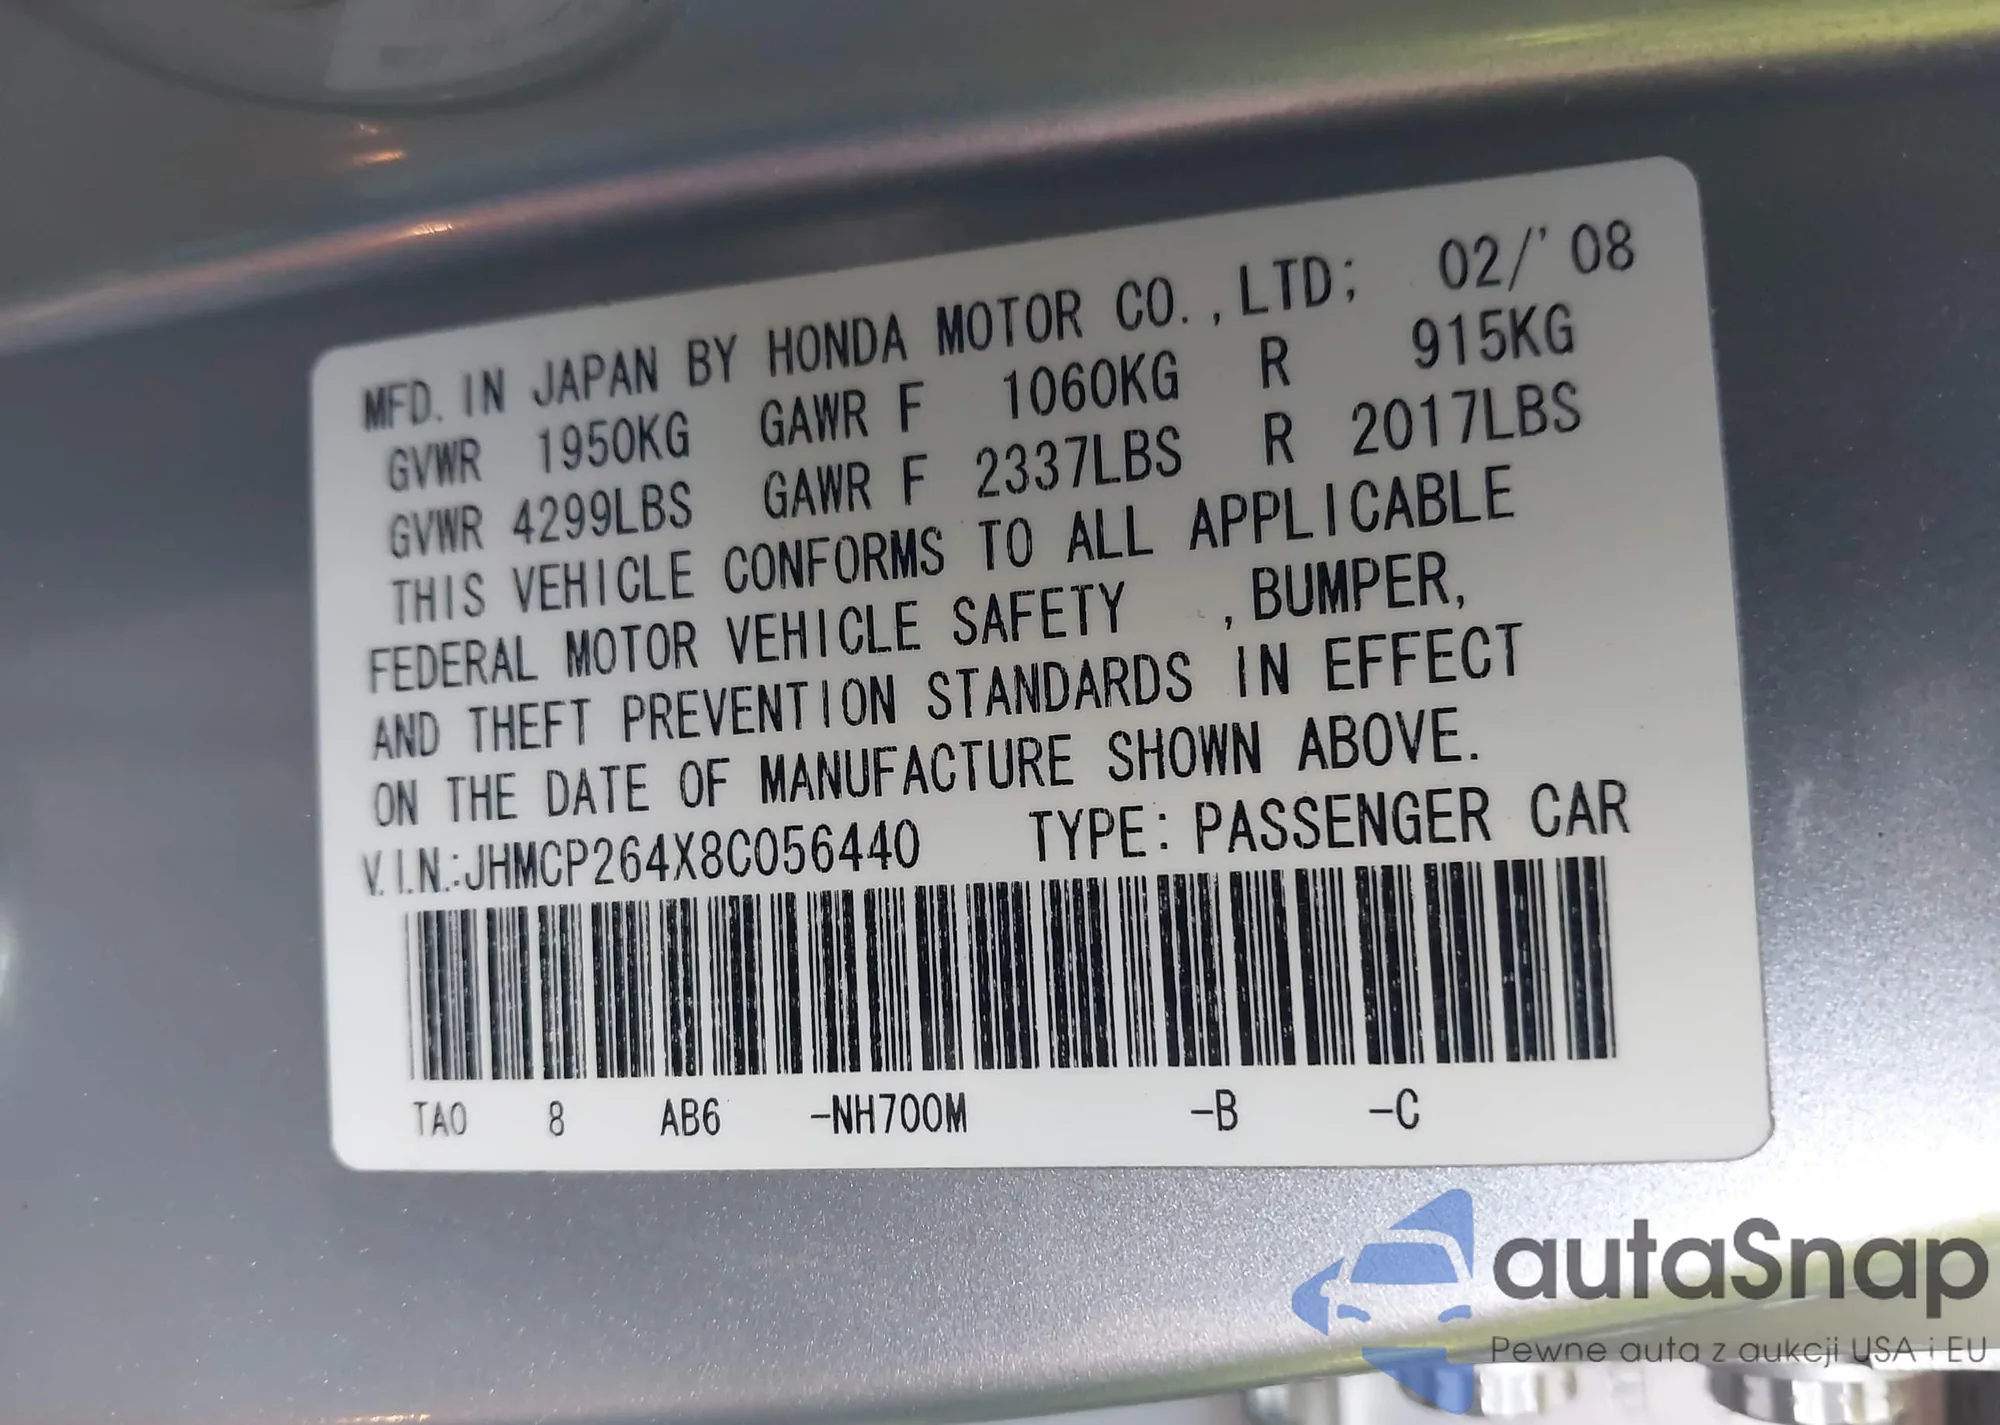 MFD. IN JAPAN BY HONDA MOTOR CO.,LTD; 02/'08
GVWR 1950KG GAWR F 1060KG R 915KG
GVWR 4299LBS GAWR F 2337LBS R 2017LBS
THIS VEHICLE CONFORMS TO ALL APPLICABLE
FEDERAL MOTOR VEHICLE SAFETY ,BUMPER,
AND THEFT PREVENTION STANDARDS IN EFFECT
ON THE DATE OF MANUFACTURE SHOWN ABOVE.
V.I.N.:JHMCP264X8C056440 TYPE:PASSENGER CAR
TA0 8 AB6 -NH700M -B -C
autaSnap
Pewne auta z aukcji USA i EU